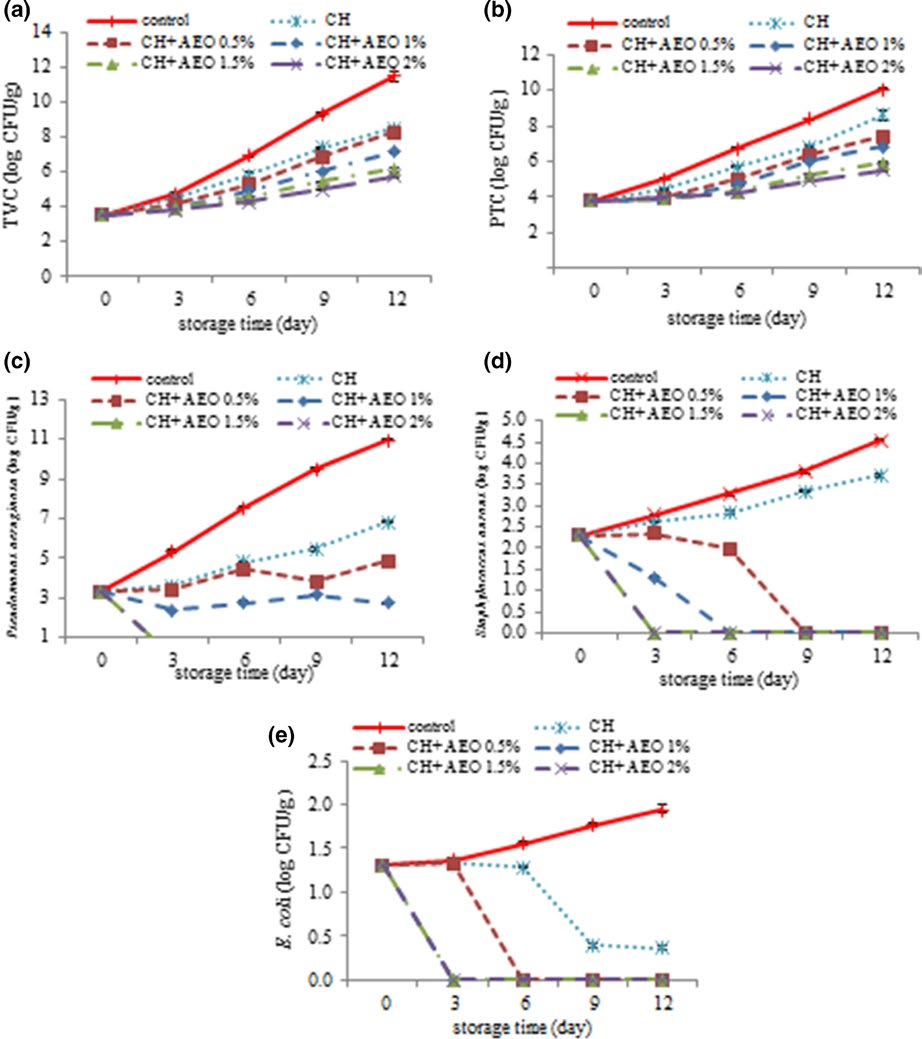 (a)
control
CH
CH+AEO 0.5%
CH+AEO 1%
CH+AEO 1.5%
CH+AEO 2%
TVC (log CFU/g)
14
12
10
8
6
4
2
0
0 3 6 9 12
storage time (day)
(b)
control
CH
CH+AEO 0.5%
CH+AEO 1%
CH+AEO 1.5%
CH+AEO 2%
PTC (log CFU/g)
12
10
8
6
4
2
0 3 6 9 12
storage time (day)
(c)
control
CH
CH+AEO 0.5%
CH+AEO 1%
CH+AEO 1.5%
CH+AEO 2%
Pseudomonas aeruginosa (log CFU/g)
13
11
9
7
5
3
1
0 3 6 9 12
storage time (day)
(d)
control
CH
CH+AEO 0.5%
CH+AEO 1%
CH+AEO 1.5%
CH+AEO 2%
Staphylococcus aureus (log CFU/g)
5.0
4.5
4.0
3.5
3.0
2.5
2.0
1.5
1.0
0.5
0.0
0 3 6 9 12
storage time (day)
(e)
control
CH
CH+AEO 0.5%
CH+AEO 1%
CH+AEO 1.5%
CH+AEO 2%
E. coli (log CFU/g)
2.5
2.0
1.5
1.0
0.5
0.0
0 3 6 9 12
storage time (day)